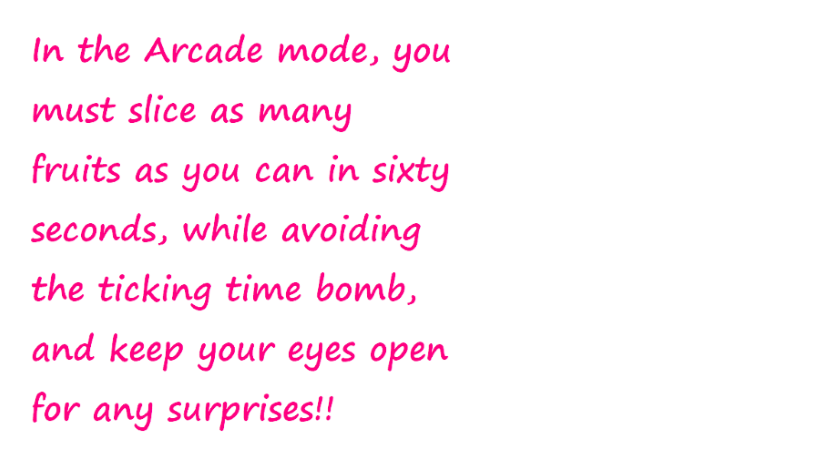 In the Arcade mode, you
must slice as many
fruits as you can in sixty
seconds, while avoiding
the ticking time bomb,
and keep your eyes open
for any surprises!!